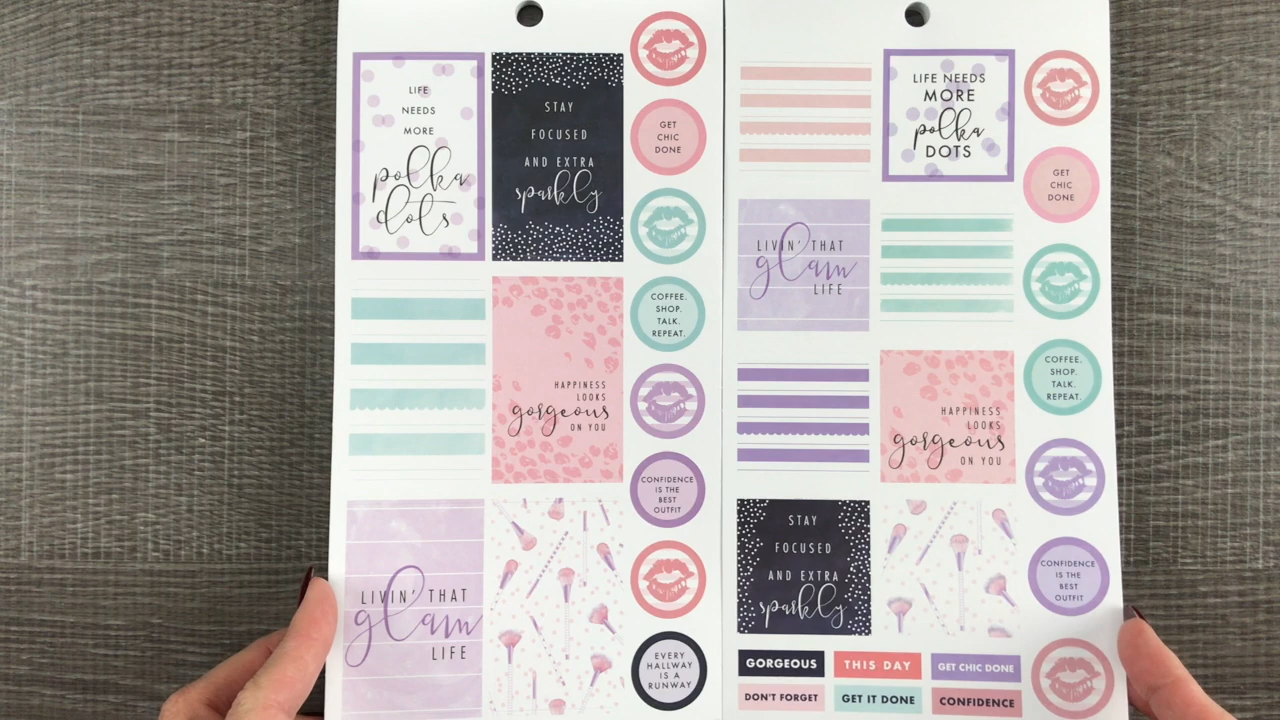 LIFE
NEEDS
MORE
polka
dots
STAY
FOCUSED
AND EXTRA
sparkly
GET
CHIC
DONE
COFFEE.
SHOP.
TALK.
REPEAT.
HAPPINESS
LOOKS
gorgeous
ON YOU
CONFIDENCE
IS THE
BEST
OUTFIT
LIVIN' THAT
glam
LIFE
EVERY
HALLWAY
IS A
RUNWAY
LIFE NEEDS
MORE
polka
DOTS
GET
CHIC
DONE
LIVIN' THAT
glam
LIFE
COFFEE.
SHOP.
TALK.
REPEAT.
HAPPINESS
LOOKS
gorgeous
ON YOU
STAY
FOCUSED
AND EXTRA
sparkly
CONFIDENCE
IS THE
BEST
OUTFIT
GORGEOUS
THIS DAY
GET CHIC DONE
DON'T FORGET
GET IT DONE
CONFIDENCE